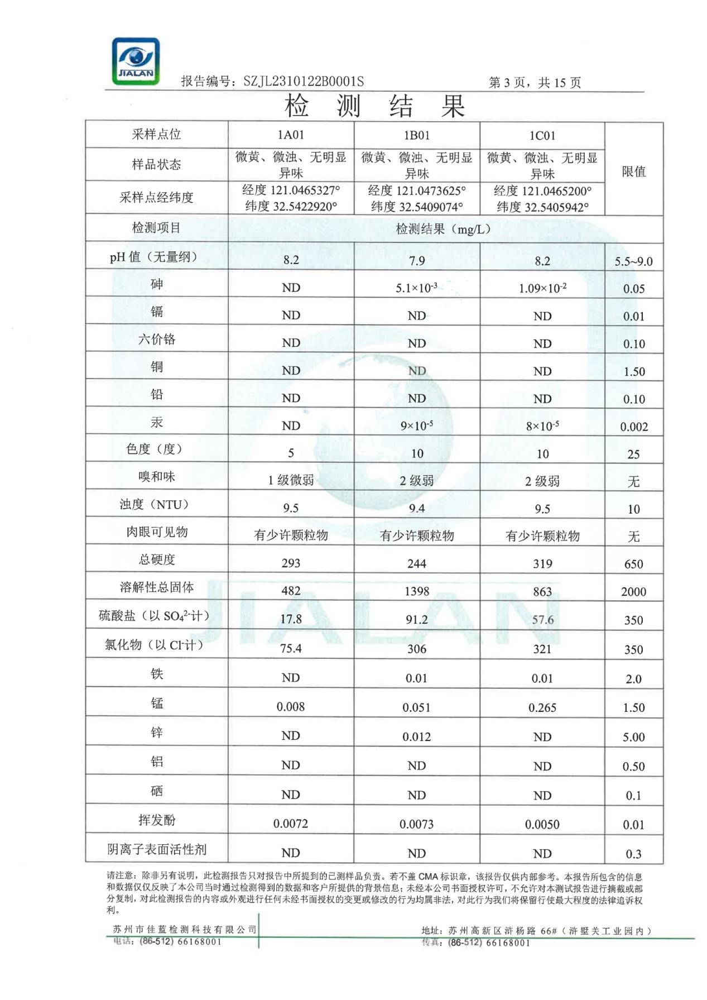 JIALAN
报告编号：SZJL2310122B0001S 第 3 页，共 15 页
检 测 结 果
采样点位 1A01 1B01 1C01 限值
样品状态 微黄、微浊、无明显异味 微黄、微浊、无明显异味 微黄、微浊、无明显异味
采样点经纬度 经度 121.0465327° 纬度 32.5422920° 经度 121.0473625° 纬度 32.5409074° 经度 121.0465200° 纬度 32.5405942°
检测项目 检测结果（mg/L）
pH 值（无量纲） 8.2 7.9 8.2 5.5~9.0
砷 ND 5.1×10⁻³ 1.09×10⁻² 0.05
镉 ND ND ND 0.01
六价铬 ND ND ND 0.10
铜 ND ND ND 1.50
铅 ND ND ND 0.10
汞 ND 9×10⁻⁵ 8×10⁻⁵ 0.002
色度（度） 5 10 10 25
嗅和味 1 级微弱 2 级弱 2 级弱 无
浊度（NTU） 9.5 9.4 9.5 10
肉眼可见物 有少许颗粒物 有少许颗粒物 有少许颗粒物 无
总硬度 293 244 319 650
溶解性总固体 482 1398 863 2000
硫酸盐（以 SO₄²⁻计） 17.8 91.2 57.6 350
氯化物（以 Cl⁻计） 75.4 306 321 350
铁 ND 0.01 0.01 2.0
锰 0.008 0.051 0.265 1.50
锌 ND 0.012 ND 5.00
铝 ND ND ND 0.50
硒 ND ND ND 0.1
挥发酚 0.0072 0.0073 0.0050 0.01
阴离子表面活性剂 ND ND ND 0.3
JIALAN
请注意：除非另有说明，此检测报告只对报告中所提到的已测样品负责。若不盖 CMA 标识章，该报告仅供内部参考。本报告所包含的信息
和数据仅仅反映了本公司当时通过检测得到的数据和客户所提供的背景信息；未经本公司书面授权许可，不允许对本测试报告进行摘截或部
分复制，对此检测报告的内容或外观进行任何未经书面授权的变更或修改的行为均属非法，对此行为我们将保留行使最大程度的法律追诉权
利。
苏州市佳蓝检测科技有限公司 地址：苏州高新区浒杨路 66#（浒墅关工业园内）
电话：(86-512) 66168001 传真：(86-512) 66168001